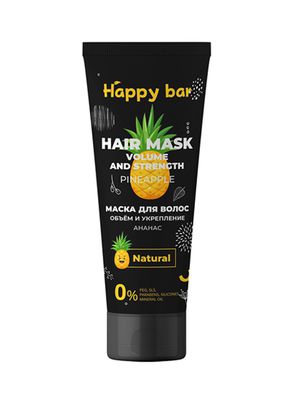 Happy bar
HAIR MASK
VOLUME
AND STRENGTH
PINEAPPLE
МАСКА ДЛЯ ВОЛОС
ОБЪЁМ И УКРЕПЛЕНИЕ
АНАНАС
Natural
0%
PEG, SLS,
PARABENS, SILICONES,
MINERAL OIL